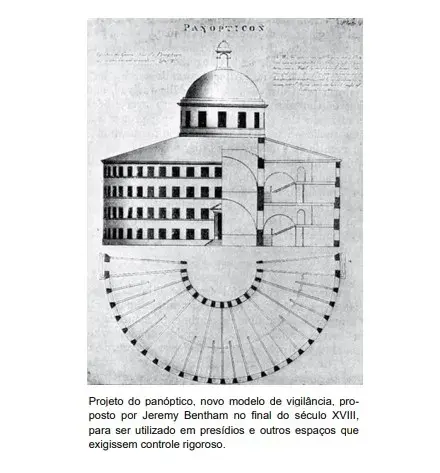 PANOPTICON
Projeto do panóptico, novo modelo de vigilância, pro-
posto por Jeremy Bentham no final do século XVIII,
para ser utilizado em presídios e outros espaços que
exigissem controle rigoroso.